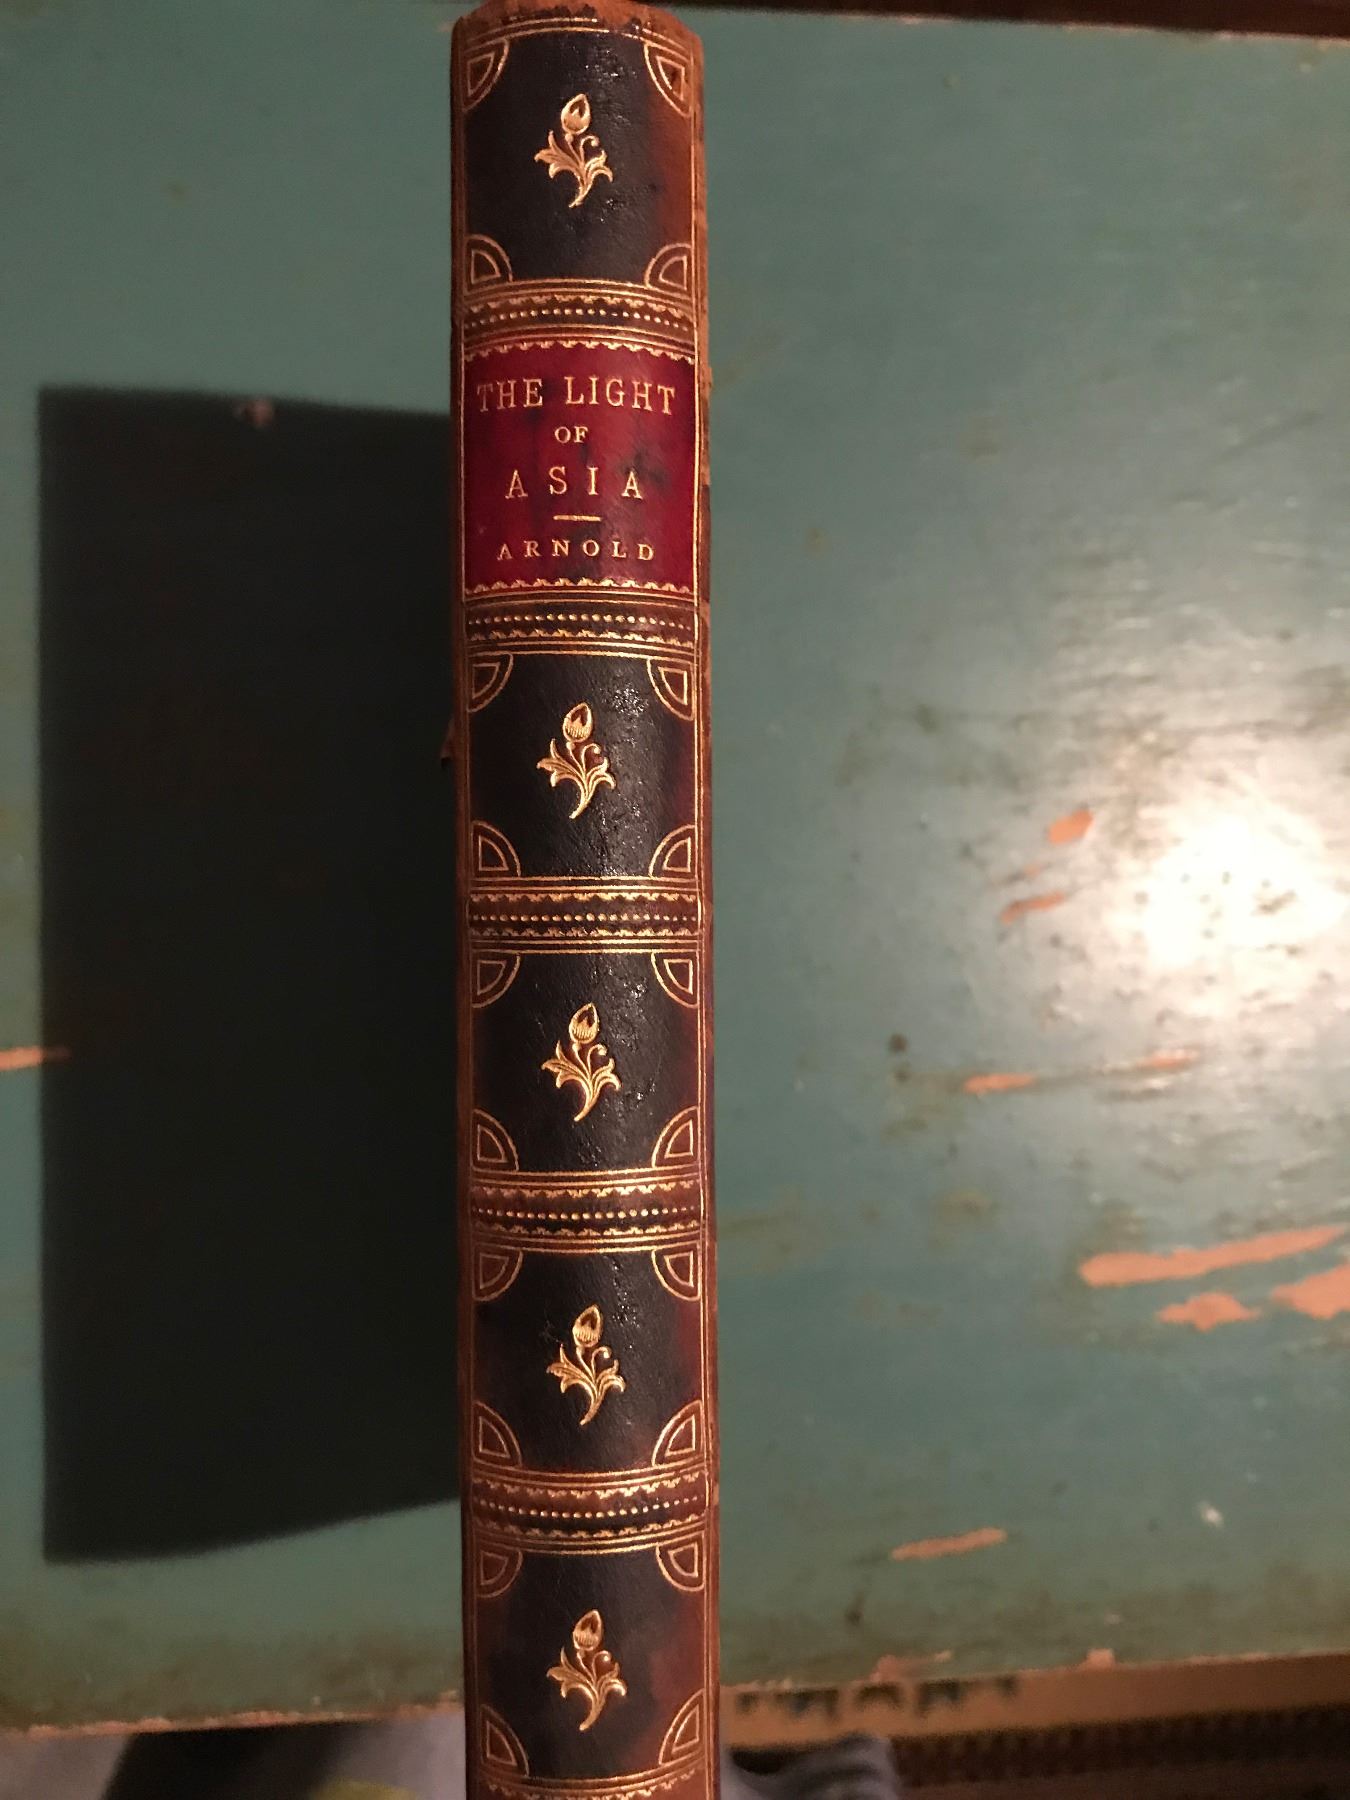 THE LIGHT
OF
ASIA
ARNOLD